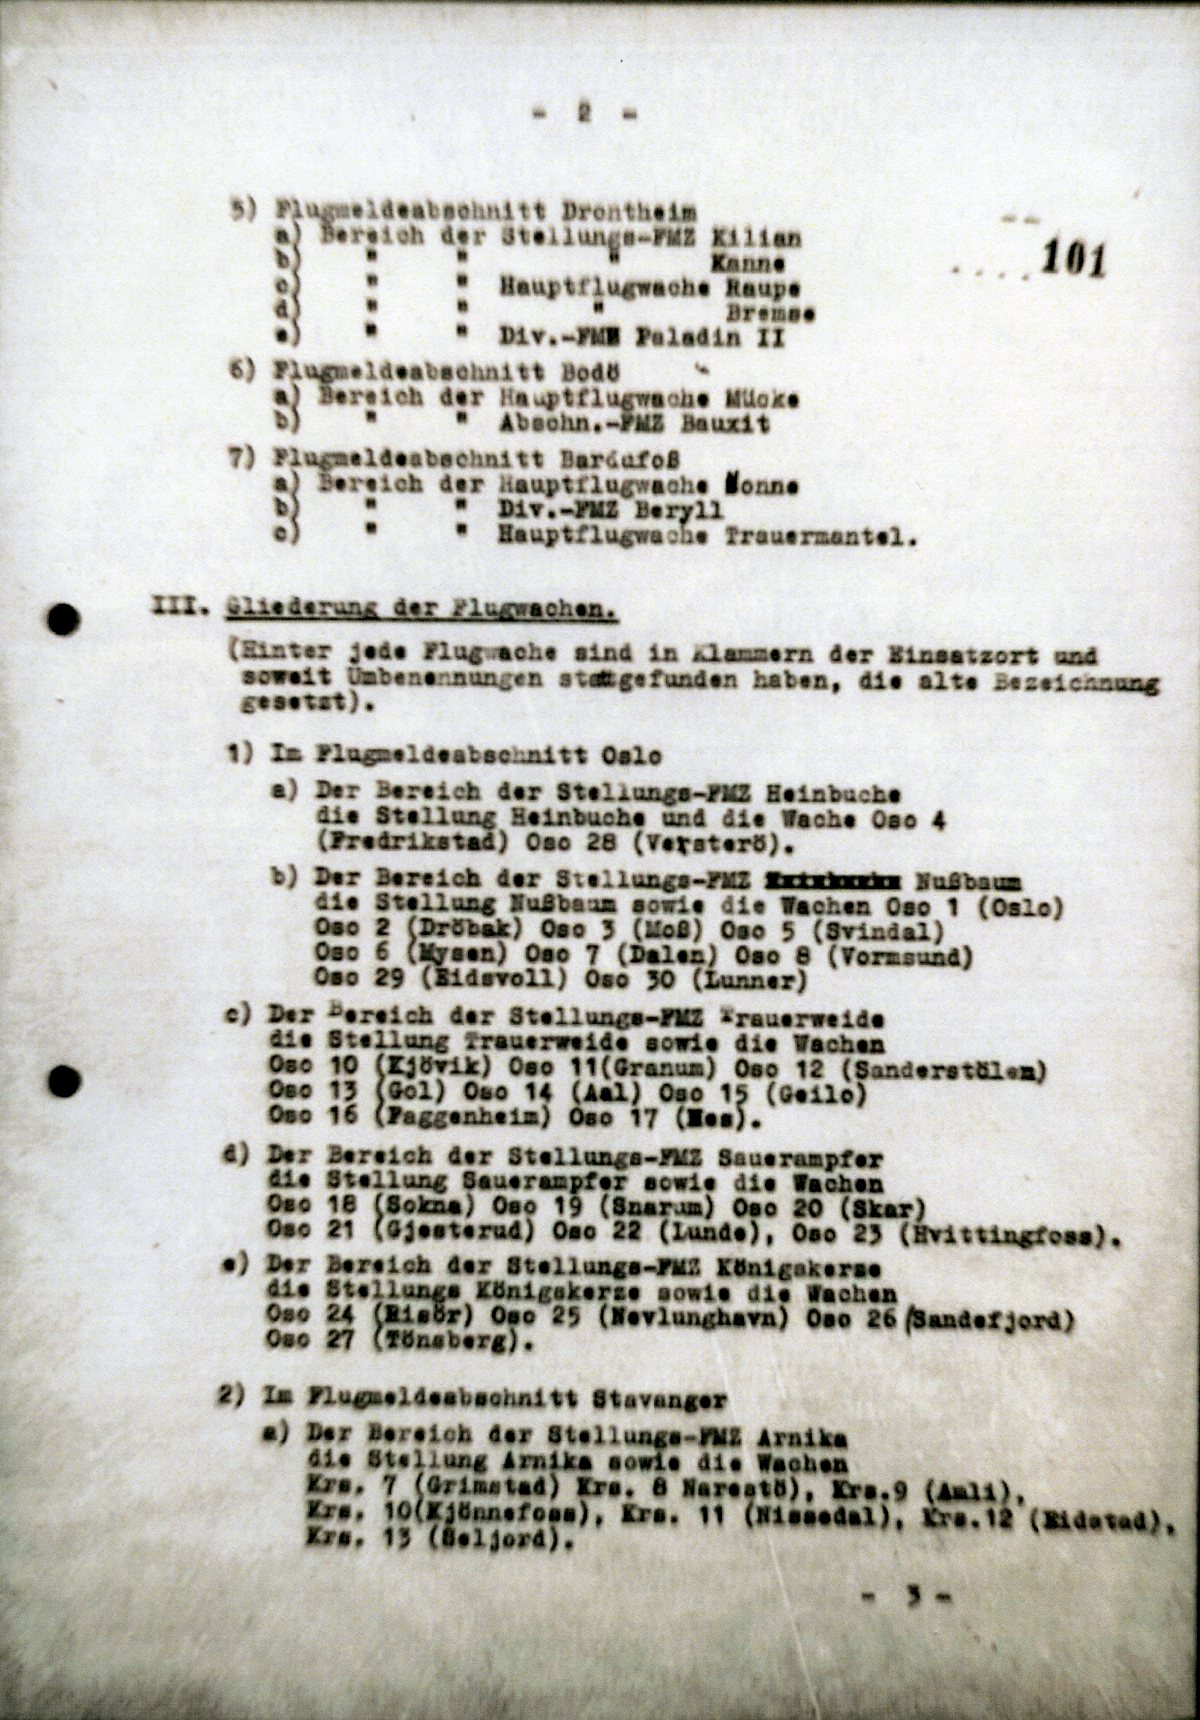 - 2 -
5) Flugmeldeabschnitt Drontheim
a) Bereich der Stellungs-FMZ Kilian
101
b) " " " Kanne
c) " " Hauptflugwache Raupe
d) " " " Bremse
e) " " Div.-FMZ Paladin II
6) Flugmeldeabschnitt Bodö
a) Bereich der Hauptflugwache Mücke
b) " " Abschn.-FMZ Bauxit
7) Flugmeldeabschnitt Bardufoß
a) Bereich der Hauptflugwache Nonne
b) " " Div.-FMZ Beryll
c) " " Hauptflugwache Trauermantel.
III. Gliederung der Flugwachen.
(Hinter jede Flugwache sind in Klammern der Einsatzort und
soweit Umbenennungen stattgefunden haben, die alte Bezeichnung
gesetzt).
1) Im Flugmeldeabschnitt Oslo
a) Der Bereich der Stellungs-FMZ Heinbuche
die Stellung Heinbuche und die Wache Oso 4
(Fredrikstad) Oso 28 (Versterö).
b) Der Bereich der Stellungs-FMZ Nußbaum
die Stellung Nußbaum sowie die Wachen Oso 1 (Oslo)
Oso 2 (Dröbak) Oso 3 (Moß) Oso 5 (Svindal)
Oso 6 (Mysen) Oso 7 (Dalen) Oso 8 (Vormsund)
Oso 29 (Eidsvoll) Oso 30 (Lunner)
c) Der Bereich der Stellungs-FMZ Trauerweide
die Stellung Trauerweide sowie die Wachen
Oso 10 (Kjövik) Oso 11(Granum) Oso 12 (Sanderstölen)
Oso 13 (Gol) Oso 14 (Aal) Oso 15 (Geilo)
Oso 16 (Faggenheim) Oso 17 (Nes).
d) Der Bereich der Stellungs-FMZ Sauerampfer
die Stellung Sauerampfer sowie die Wachen
Oso 18 (Sokna) Oso 19 (Snarum) Oso 20 (Skar)
Oso 21 (Gjesterud) Oso 22 (Lunde), Oso 23 (Hvittingfoss).
e) Der Bereich der Stellungs-FMZ Königskerze
die Stellungs Königskerze sowie die Wachen
Oso 24 (Risör) Oso 25 (Nevlunghavn) Oso 26 (Sandefjord)
Oso 27 (Tönsberg).
2) Im Flugmeldeabschnitt Stavanger
a) Der Bereich der Stellungs-FMZ Arnika
die Stellung Arnika sowie die Wachen
Krs. 7 (Grimstad) Krs. 8 Narestö), Krs.9 (Amli),
Krs. 10(Kjönnefoss), Krs. 11 (Nissedal), Krs.12 (Eidstad),
Krs. 13 (Seljord).
- 3 -